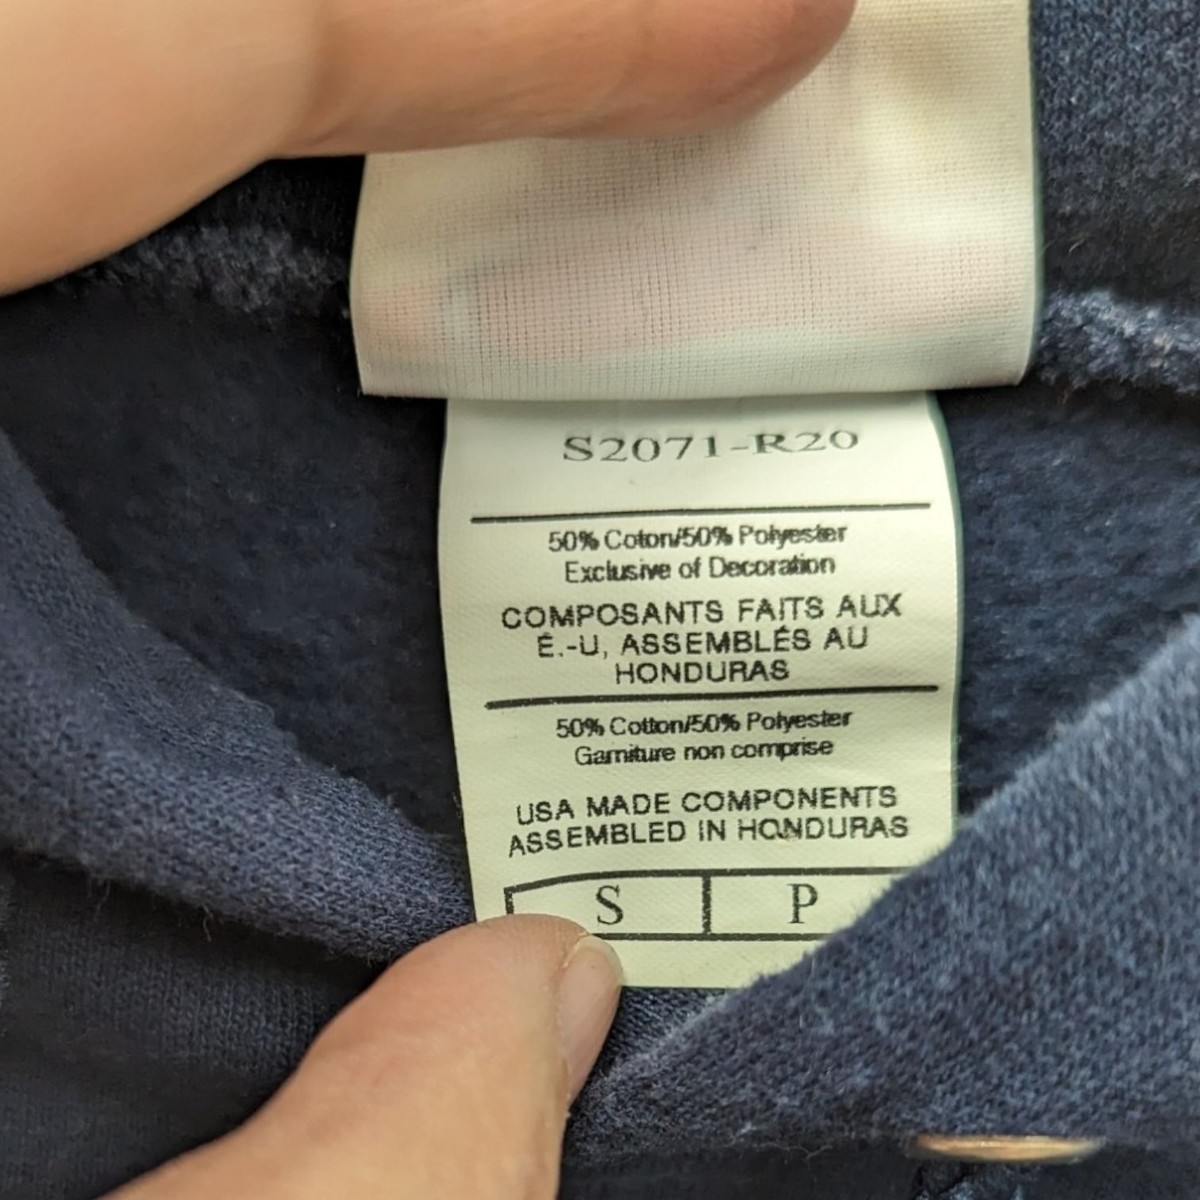 S2071-R20
50% Coton/50% Polyester
Exclusive of Decoration
COMPOSANTS FAITS AUX
É.-U, ASSEMBLÉS AU
HONDURAS
50% Cotton/50% Polyester
Garniture non comprise
USA MADE COMPONENTS
ASSEMBLED IN HONDURAS
S P